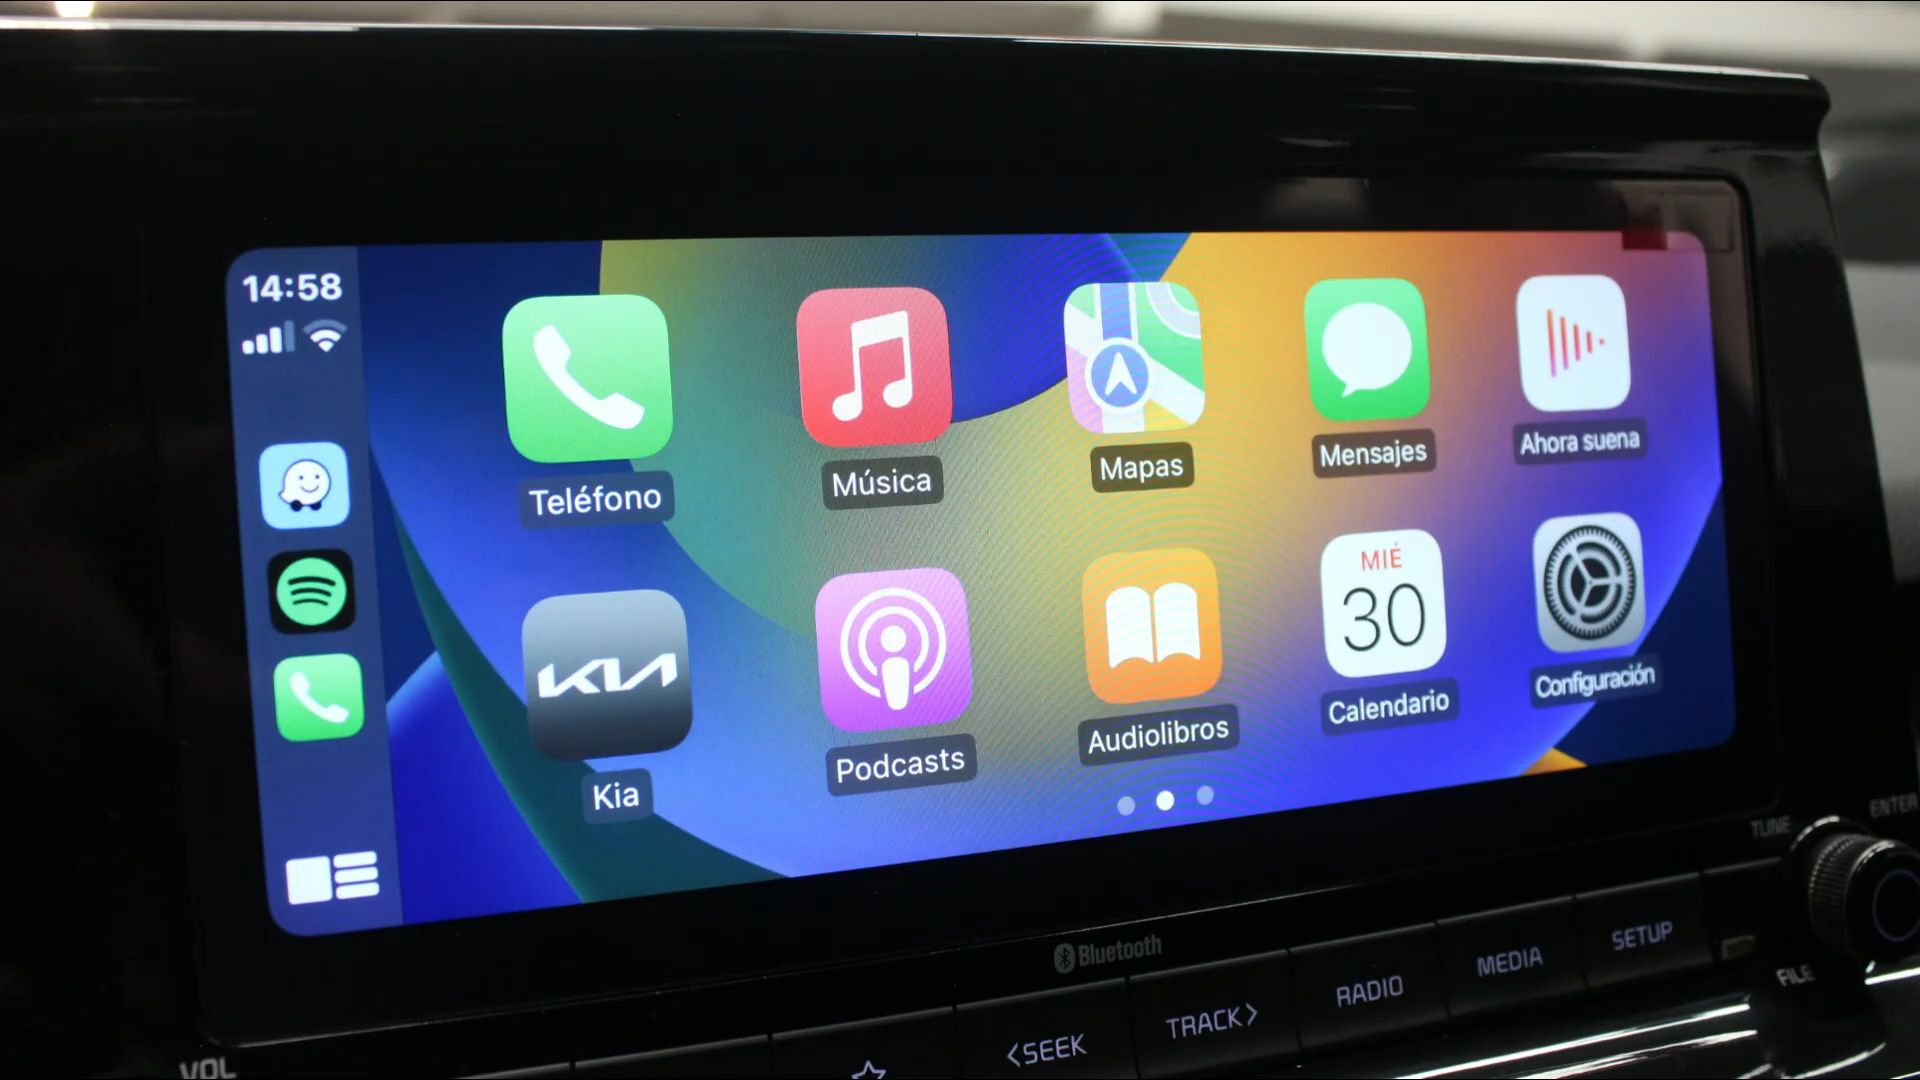 14:58
Teléfono
Música
Mapas
Mensajes
Ahora suena
MIÉ
30
KIA
Kia
Podcasts
Audiolibros
Calendario
Configuración
Bluetooth
VOL
<SEEK
TRACK>
RADIO
MEDIA
SETUP
TUNE
FILE
ENTER